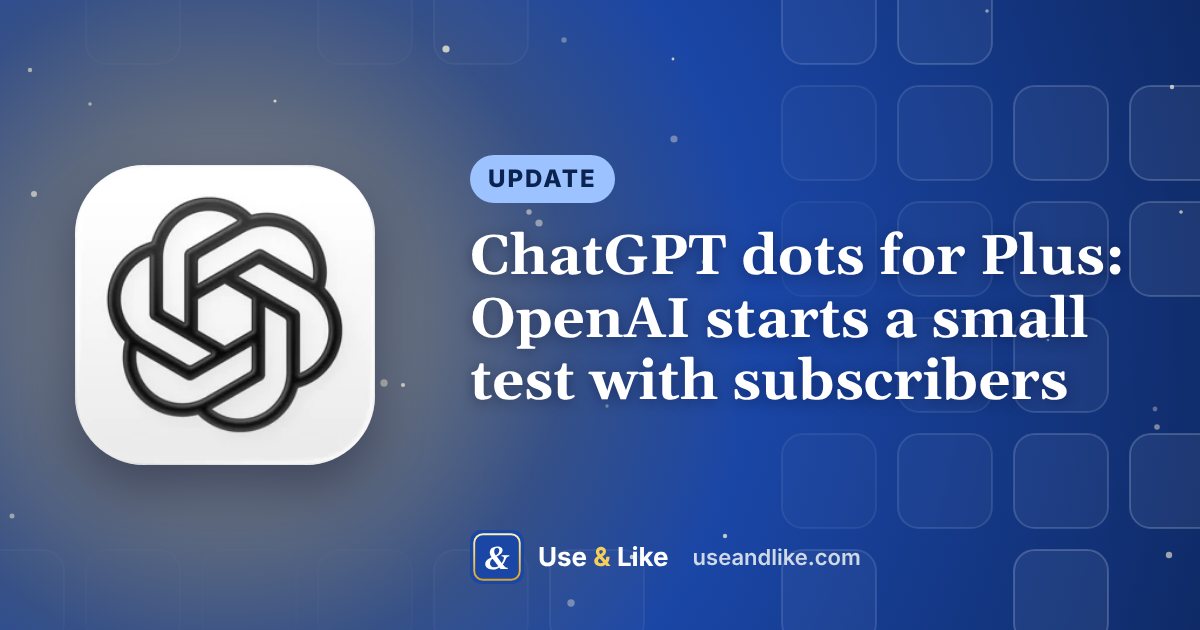 UPDATE
ChatGPT dots for Plus:
OpenAI starts a small
test with subscribers
&
Use & Like
useandlike.com